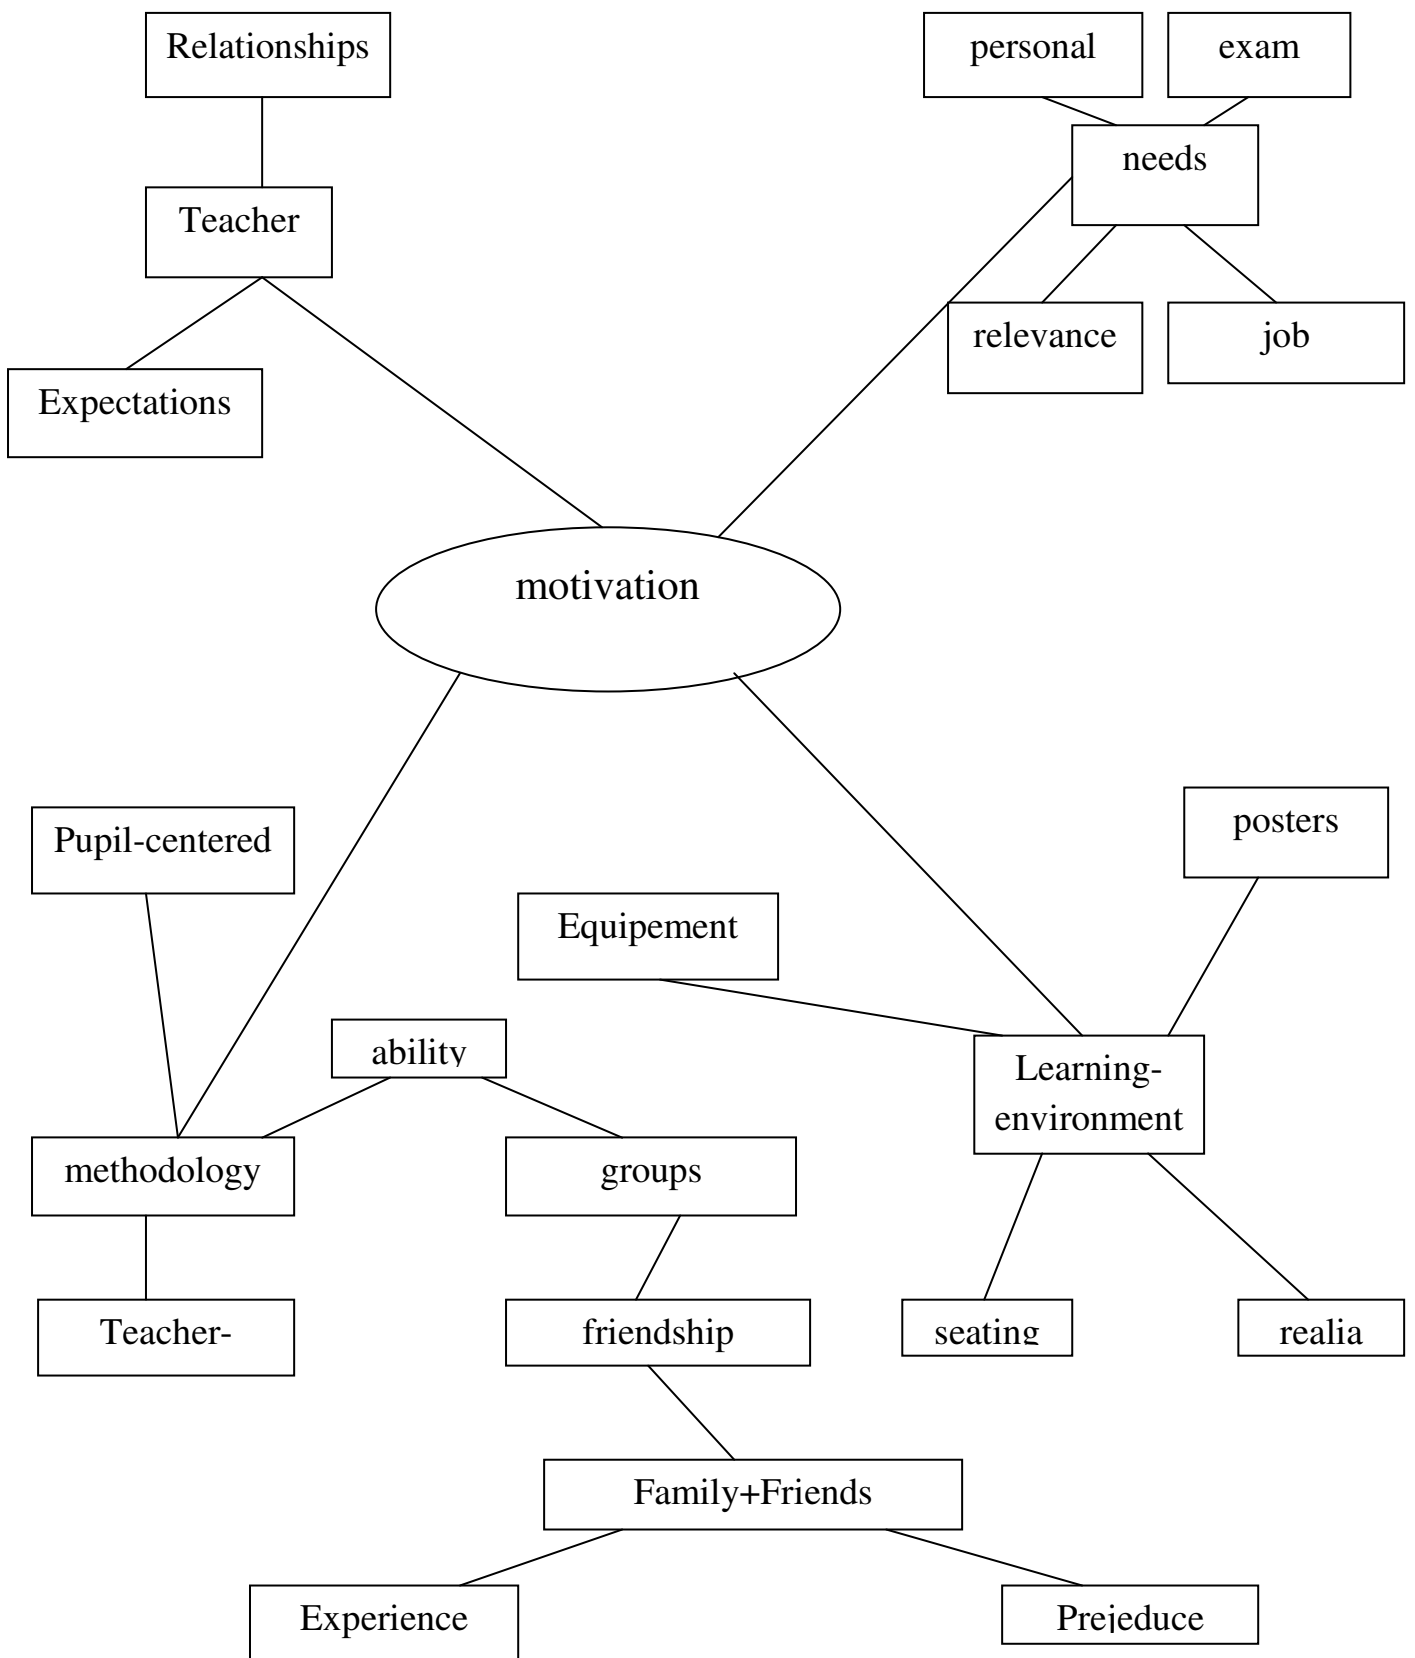 Relationships
personal
exam
needs
Teacher
relevance
job
Expectations
motivation
posters
Pupil-centered
Equipement
ability
Learning-
environment
methodology
groups
Teacher-
friendship
seating
realia
Family+Friends
Experience
Prejeduce